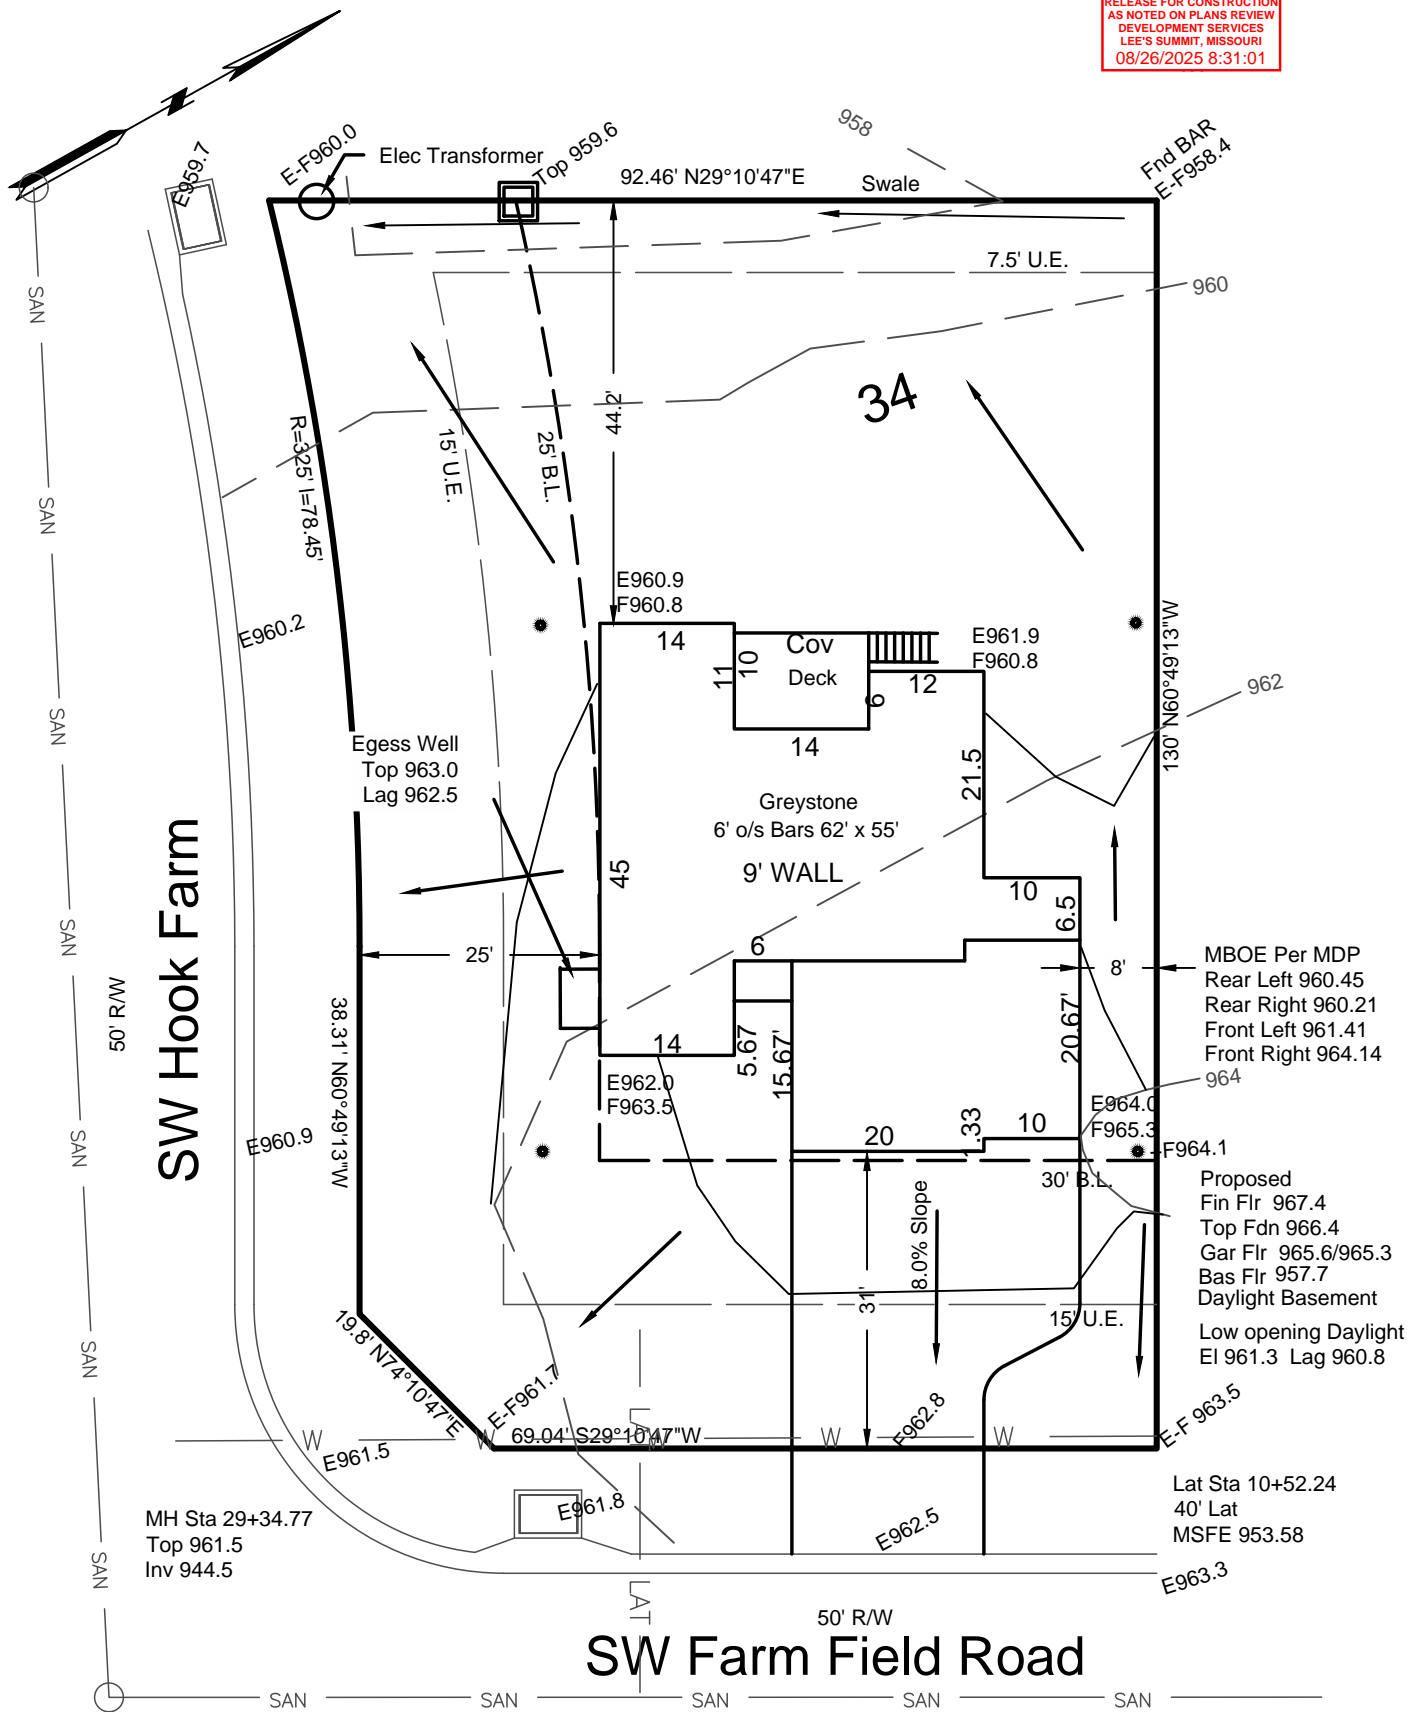 RELEASE FOR CONSTRUCTION
AS NOTED ON PLANS REVIEW
DEVELOPMENT SERVICES
LEE'S SUMMIT, MISSOURI
08/26/2025 8:31:01
958
Fnd BAR
E-F958.4
E959.7
E-F960.0
Elec Transformer
Top 959.6
92.46' N29°10'47"E
Swale
7.5' U.E.
960
SAN
34
44.2'
R=325' l=78.45'
15' U.E.
25' B.L.
SAN
E960.9
F960.8
E960.2
14
Cov
Deck
11
10
6
12
14
E961.9
F960.8
130' N60°49'13"W
962
SAN
Egess Well
Top 963.0
Lag 962.5
21.5
Greystone
6' o/s Bars 62' x 55'
9' WALL
45
10
6.5
SW Hook Farm
50' R/W
SAN
25'
6
8'
MBOE Per MDP
Rear Left 960.45
Rear Right 960.21
Front Left 961.41
Front Right 964.14
38.31' N60°49'13"W
14
5.67
15.67'
20.67'
964
E962.0
F963.5
E964.0
F965.3
E960.9
20
1.33
10
F964.1
SAN
30' B.L.
Proposed
Fin Flr 967.4
Top Fdn 966.4
Gar Flr 965.6/965.3
Bas Flr 957.7
Daylight Basement
8.0% Slope
31'
15' U.E.
Low opening Daylight
El 961.3 Lag 960.8
SAN
19.8' N74°10'47"E
E-F961.7
F962.8
E-F 963.5
W
W
LAT
W
W
W
69.04' S29°10'47"W
E961.5
E961.8
E962.5
Lat Sta 10+52.24
40' Lat
MSFE 953.58
MH Sta 29+34.77
Top 961.5
Inv 944.5
SAN
E963.3
LAT
50' R/W
SW Farm Field Road
SAN
SAN
SAN
SAN
SAN